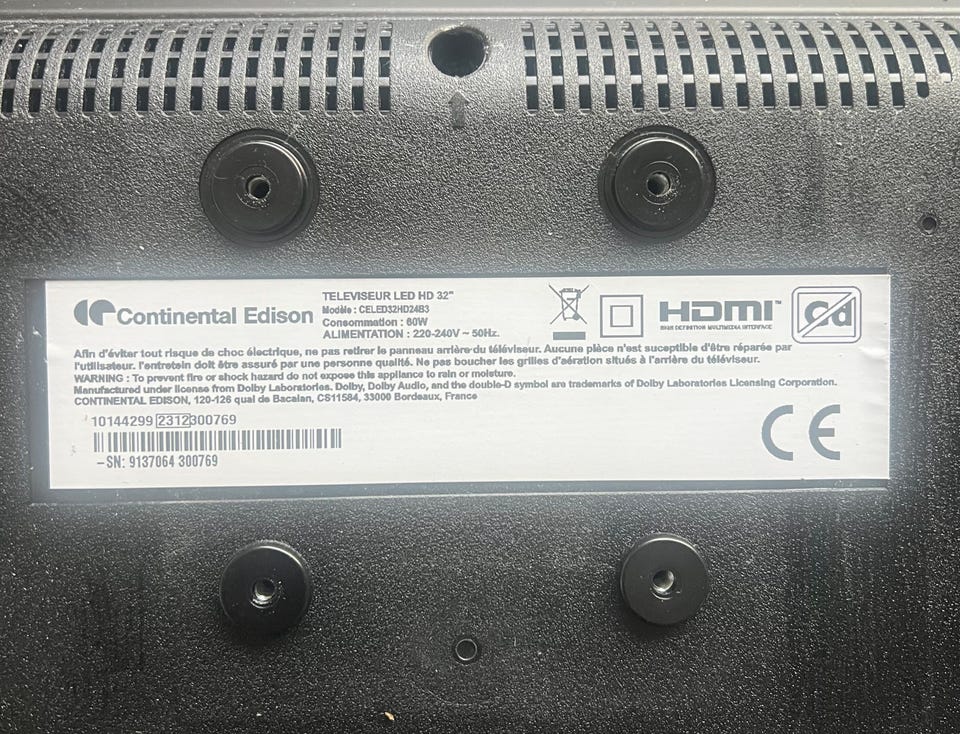 Continental Edison
TELEVISEUR LED HD 32"
Modèle : CELED32HD24B3
Consommation : 60W
ALIMENTATION : 220-240V ~ 50Hz.
HDMI™
HIGH DEFINITION MULTIMEDIA INTERFACE
Cd
Afin d'éviter tout risque de choc électrique, ne pas retirer le panneau arrière du téléviseur. Aucune pièce n'est suceptible d'être réparée par
l'utilisateur. l'entretein doit être assuré par une personne qualité. Ne pas boucher les grilles d'aération situés à l'arrière du téléviseur.
WARNING : To prevent fire or shock hazard do not expose this appliance to rain or moisture.
Manufactured under license from Dolby Laboratories. Dolby, Dolby Audio, and the double-D symbol are trademarks of Dolby Laboratories Licensing Corporation.
CONTINENTAL EDISON, 120-126 quai de Bacalan, CS11584, 33000 Bordeaux, France
10144299 2312300769
–SN: 9137064 300769
CE